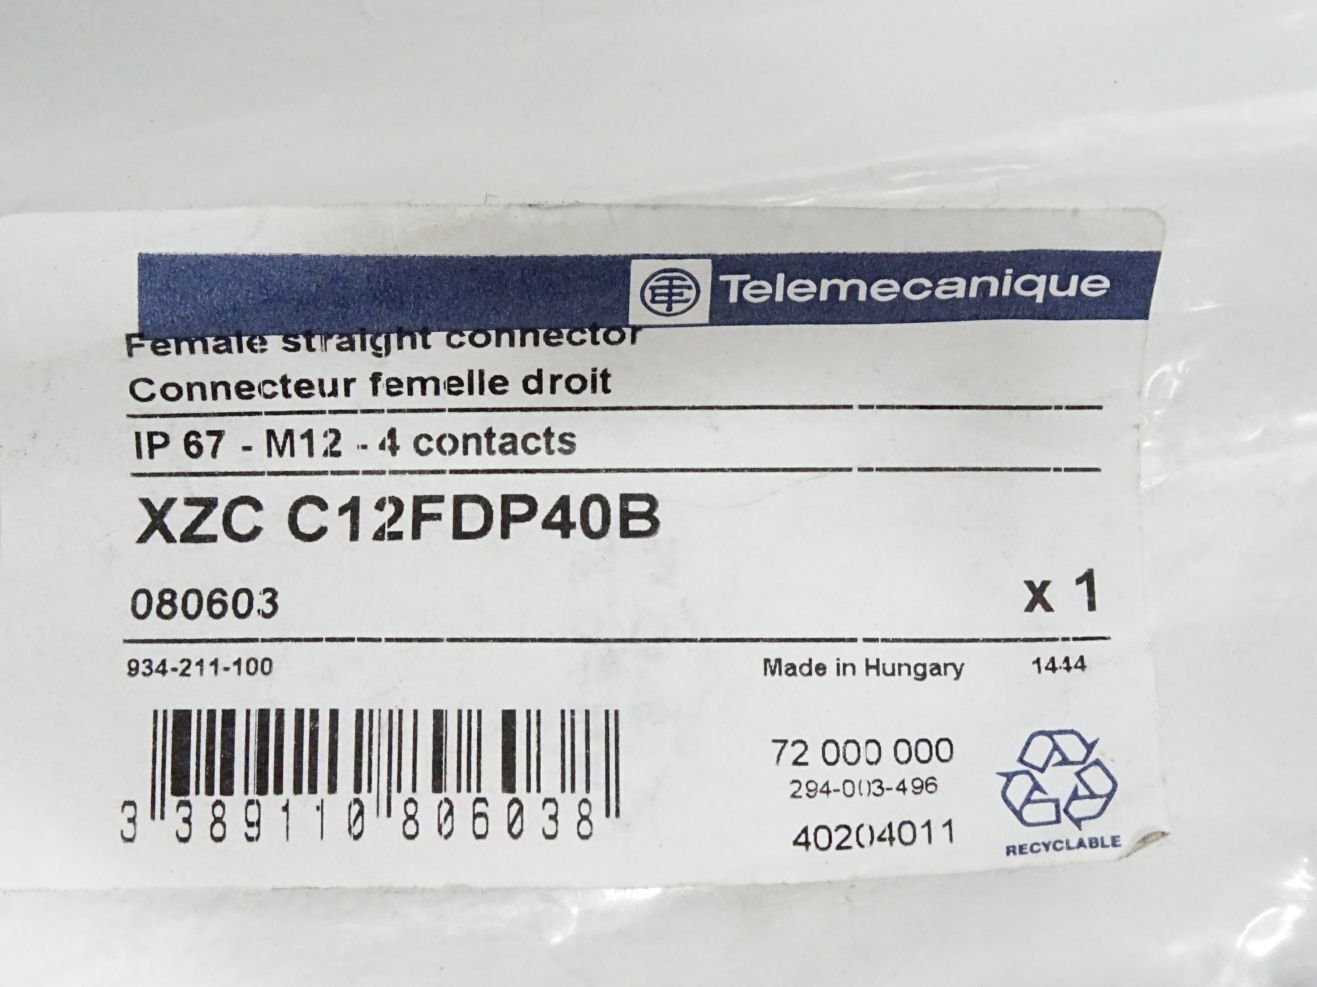 Telemecanique
Female straight connector
Connecteur femelle droit
IP 67 - M12 - 4 contacts
XZC C12FDP40B
080603
x 1
934-211-100
Made in Hungary
1444
3 389110 806038
72 000 000
294-003-496
40204011
RECYCLABLE